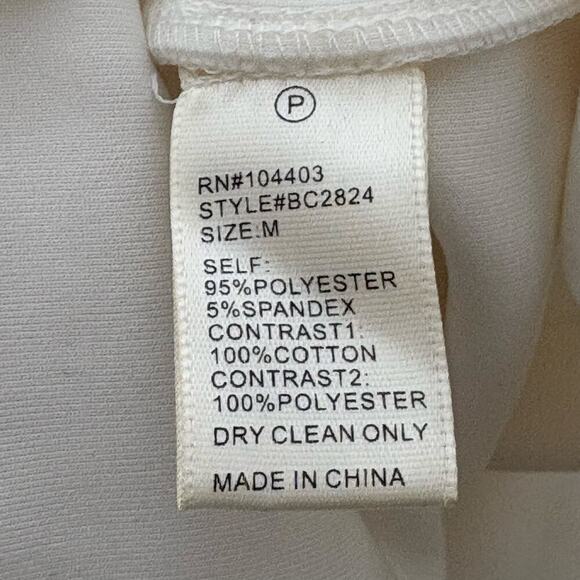 P
RN#104403
STYLE#BC2824
SIZE:M
SELF:
95%POLYESTER
5%SPANDEX
CONTRAST1:
100%COTTON
CONTRAST2:
100%POLYESTER
DRY CLEAN ONLY
MADE IN CHINA